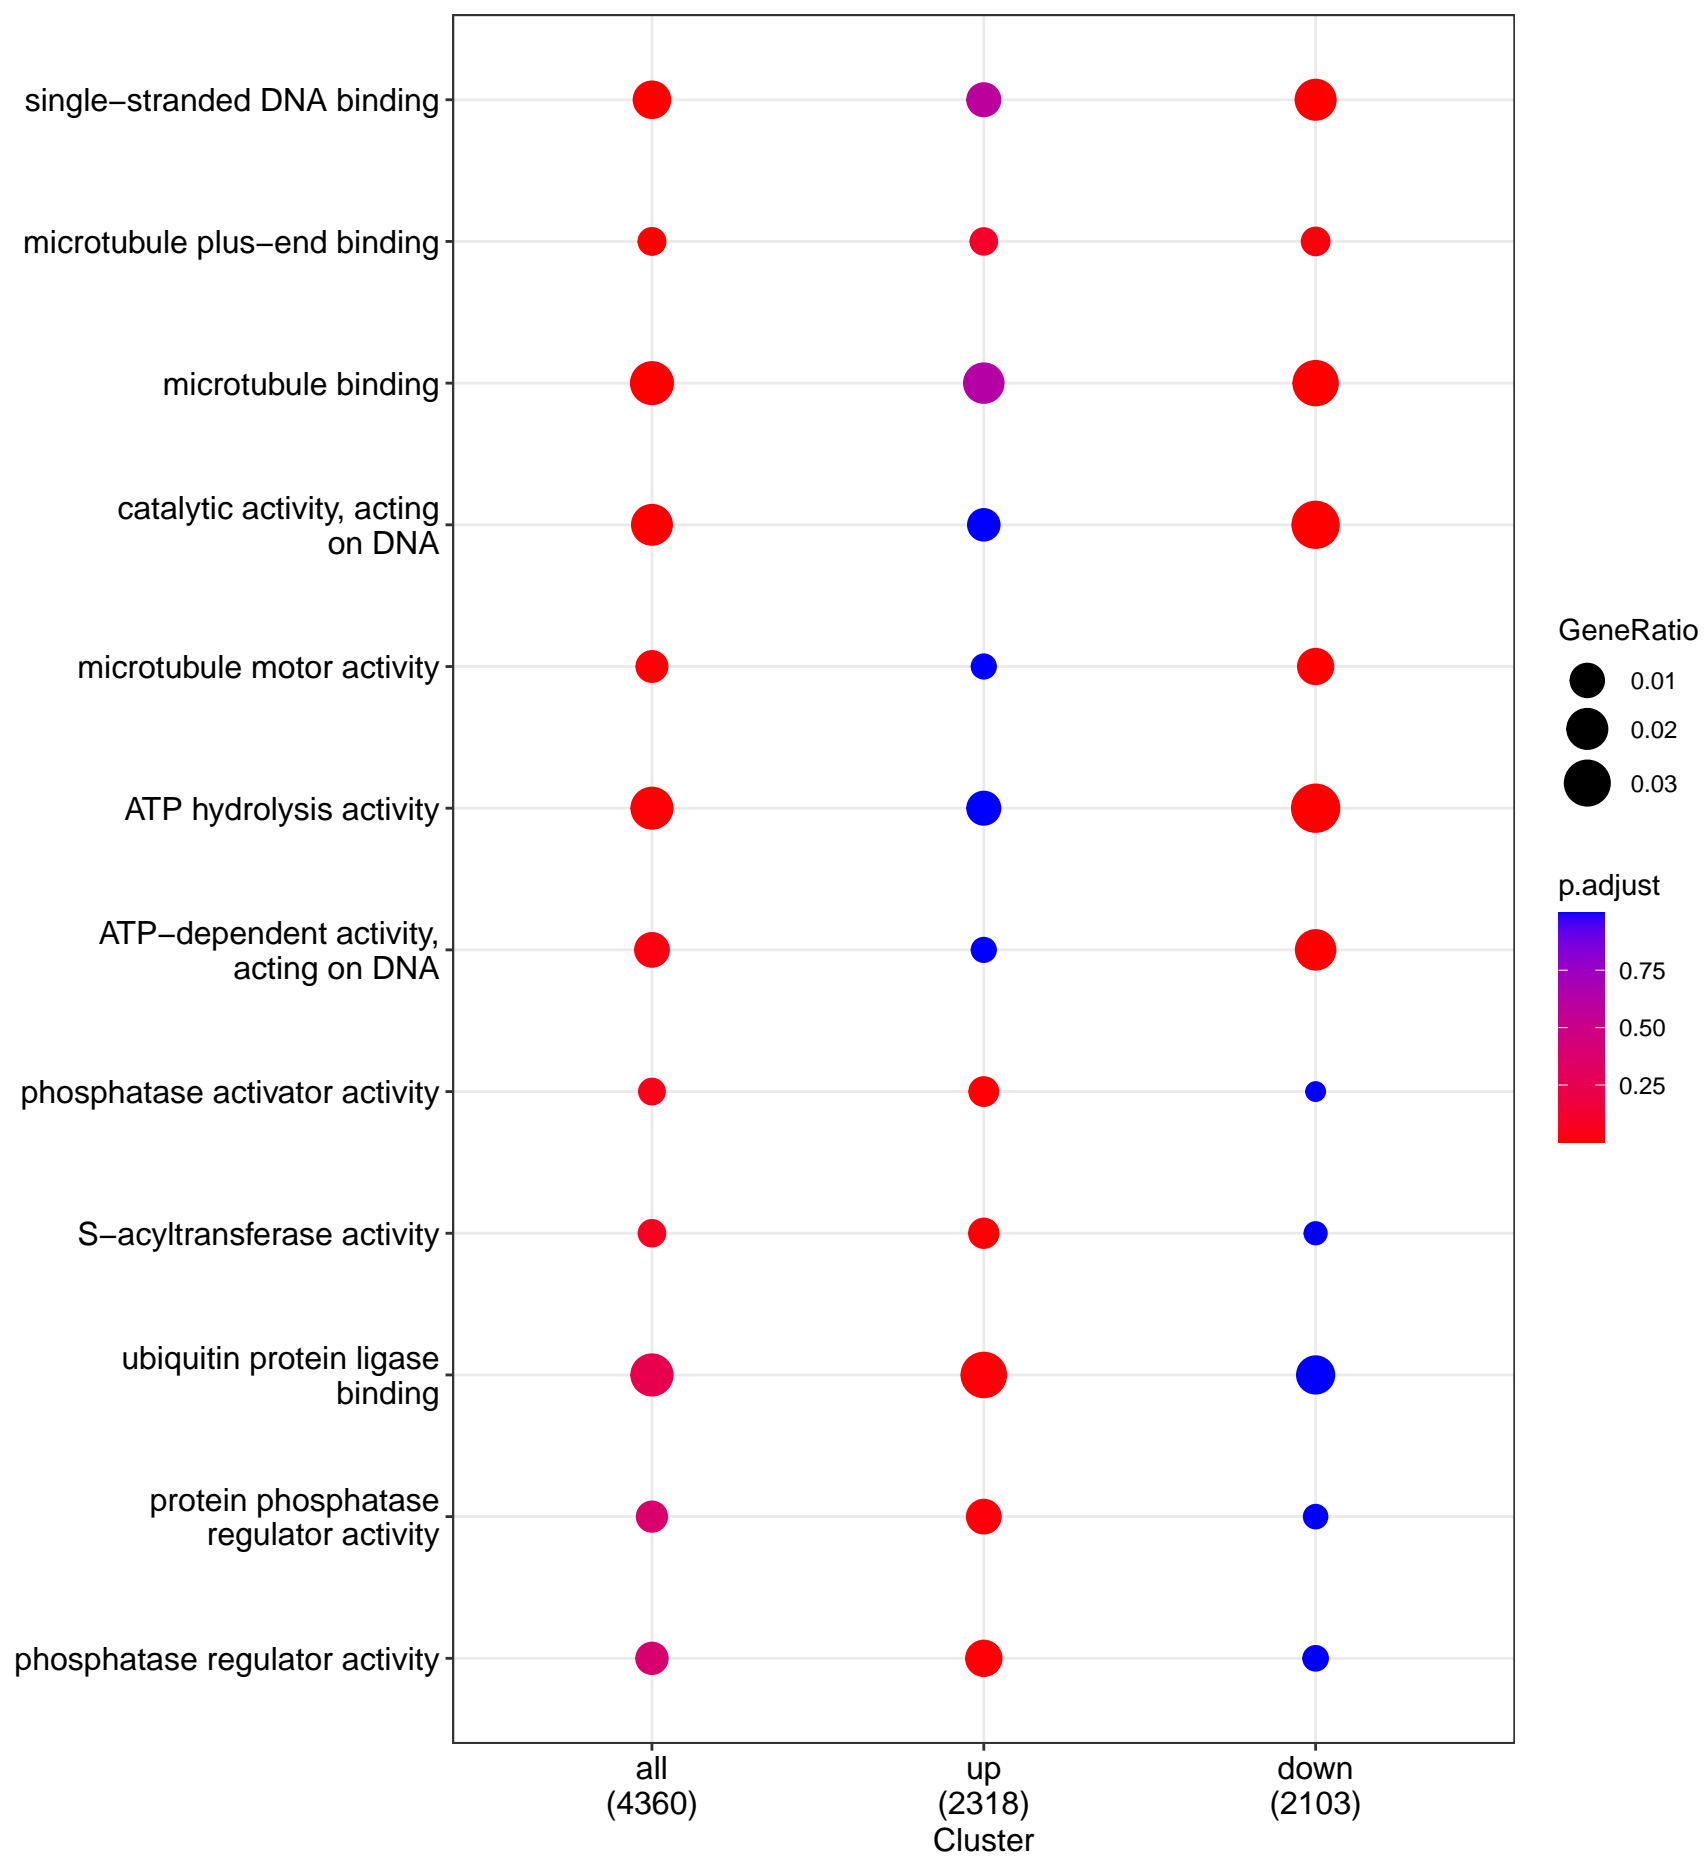 single−stranded DNA binding
microtubule plus−end binding
microtubule binding
catalytic activity, acting
on DNA
microtubule motor activity
ATP hydrolysis activity
ATP−dependent activity,
acting on DNA
phosphatase activator activity
S−acyltransferase activity
ubiquitin protein ligase
binding
protein phosphatase
regulator activity
phosphatase regulator activity
all
(4360)
up
(2318)
down
(2103)
Cluster
GeneRatio
0.01
0.02
0.03
p.adjust
0.75
0.50
0.25